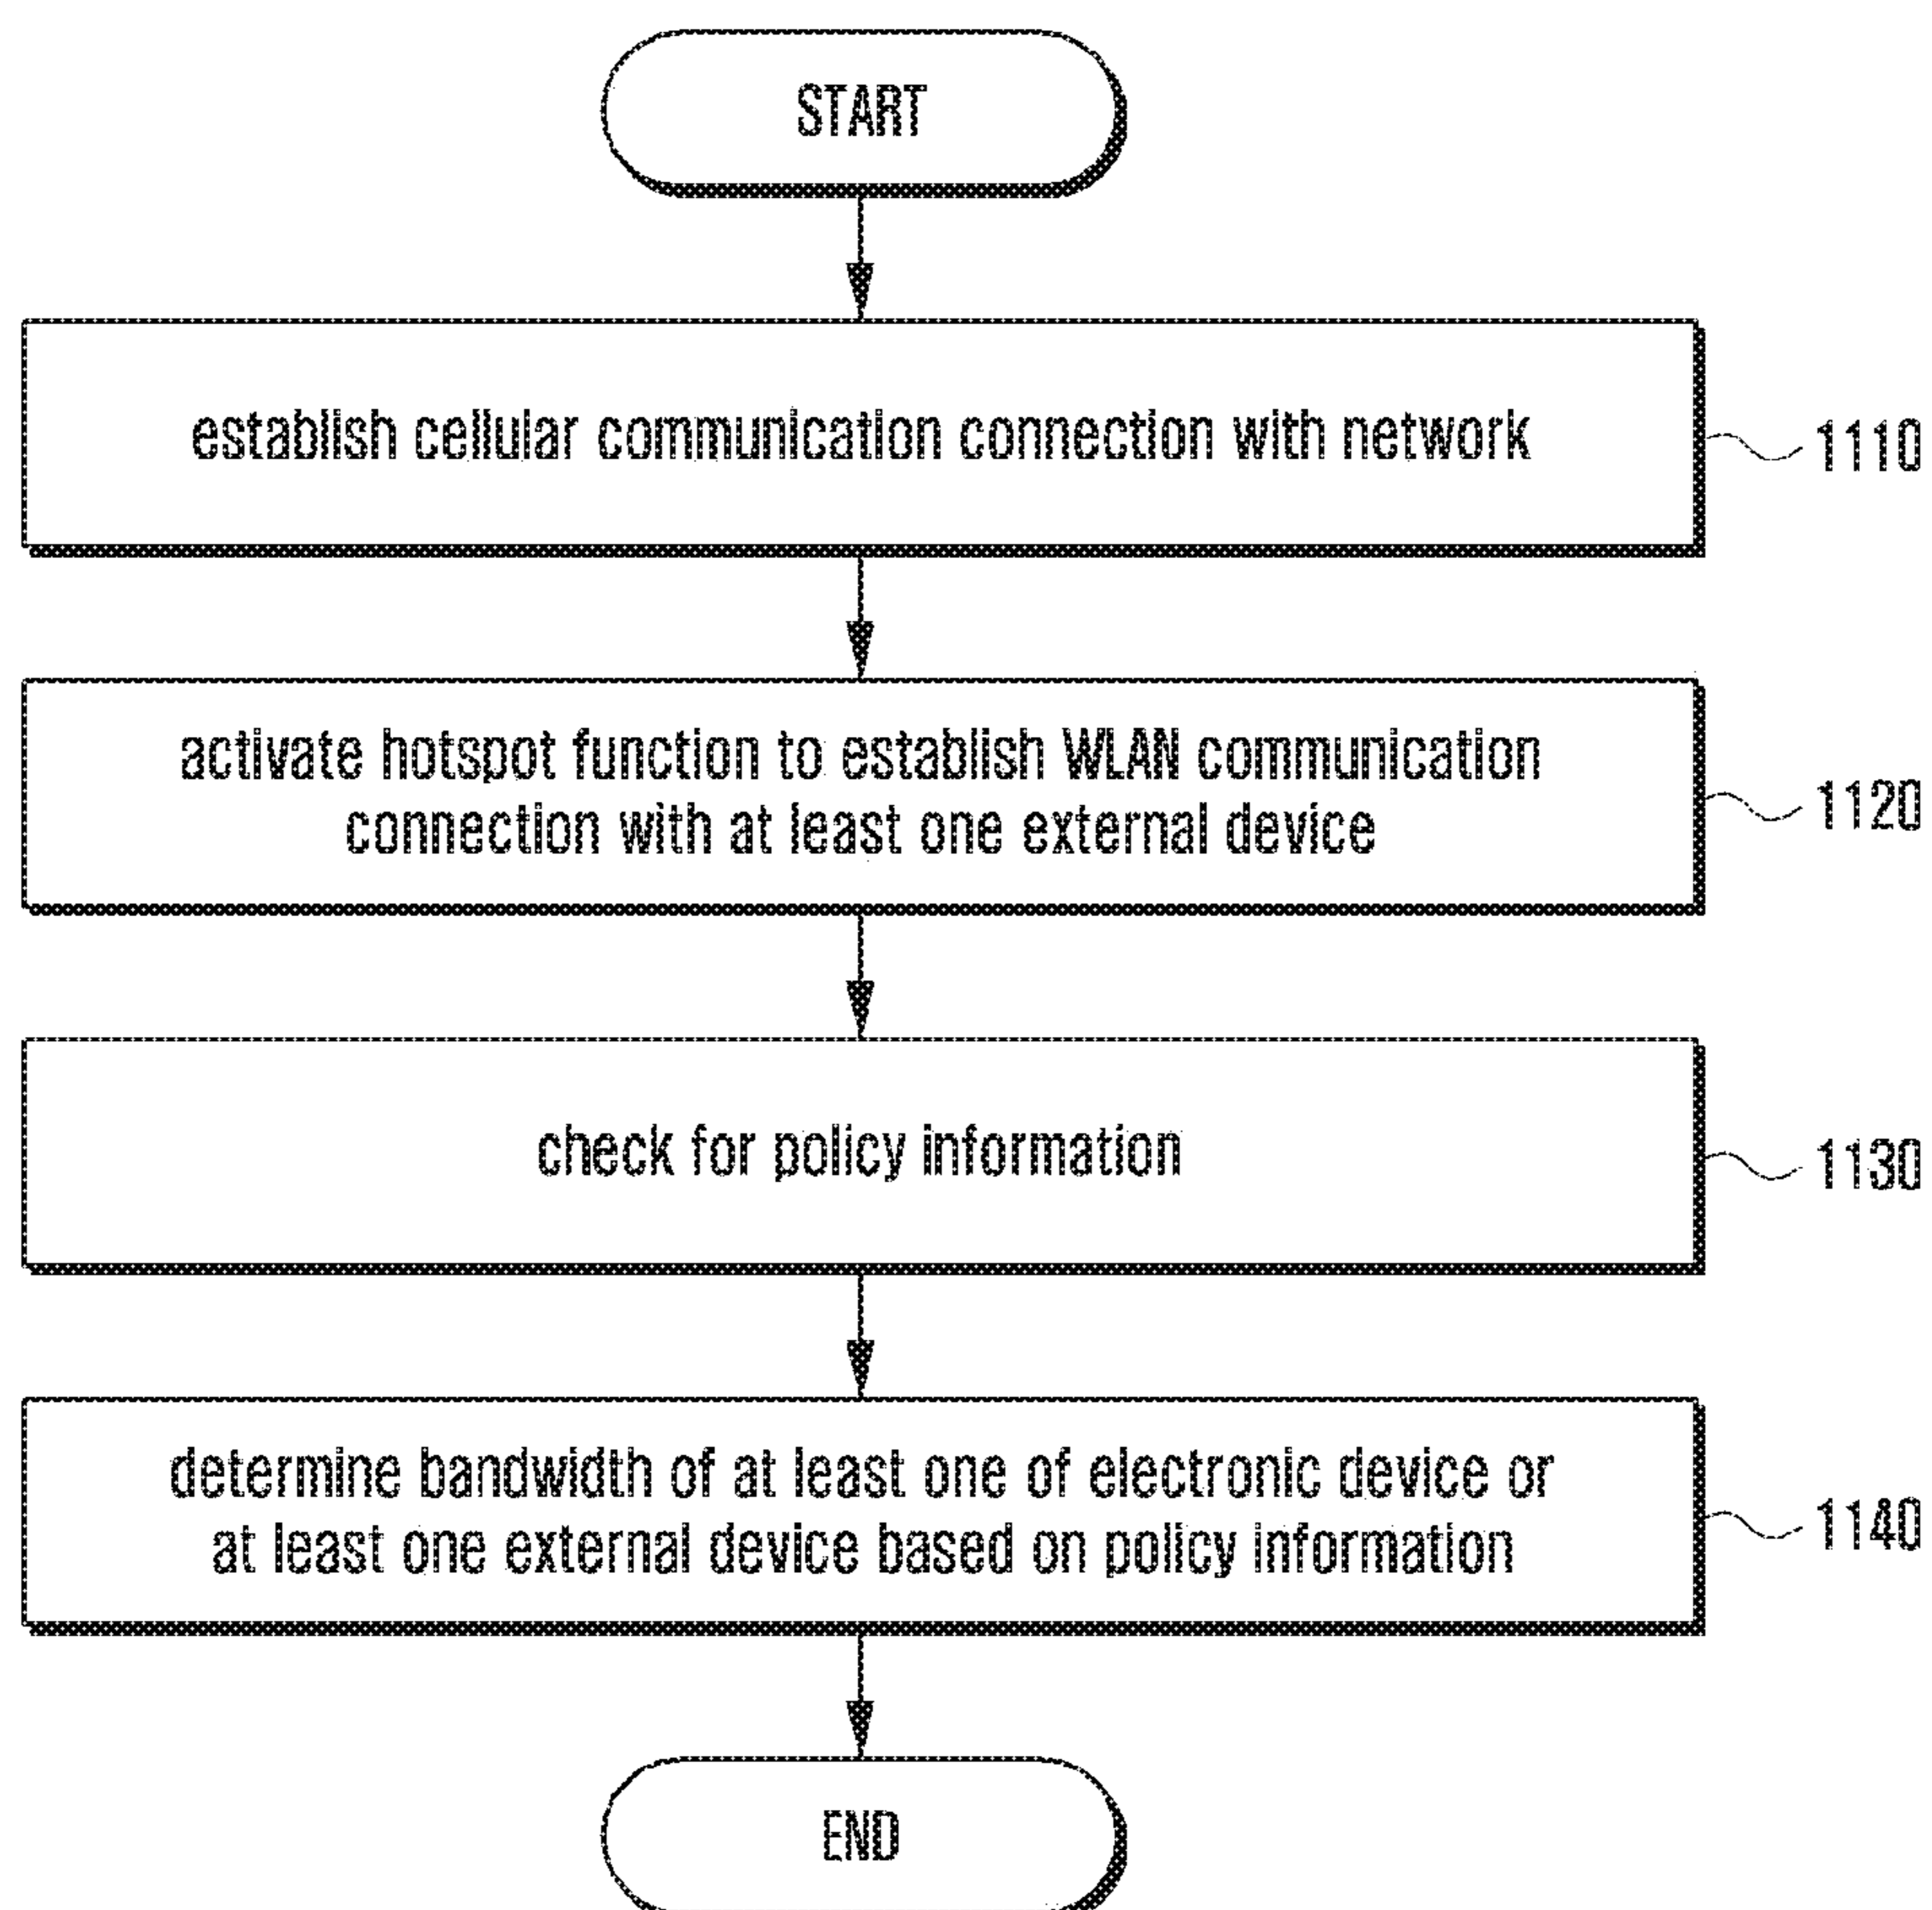 START
establish cellular communication connection with network
1110
activate hotspot function to establish WLAN communication
connection with at least one external device
1120
check for policy information
1130
determine bandwidth of at least one of electronic device or
at least one external device based on policy information
1140
END